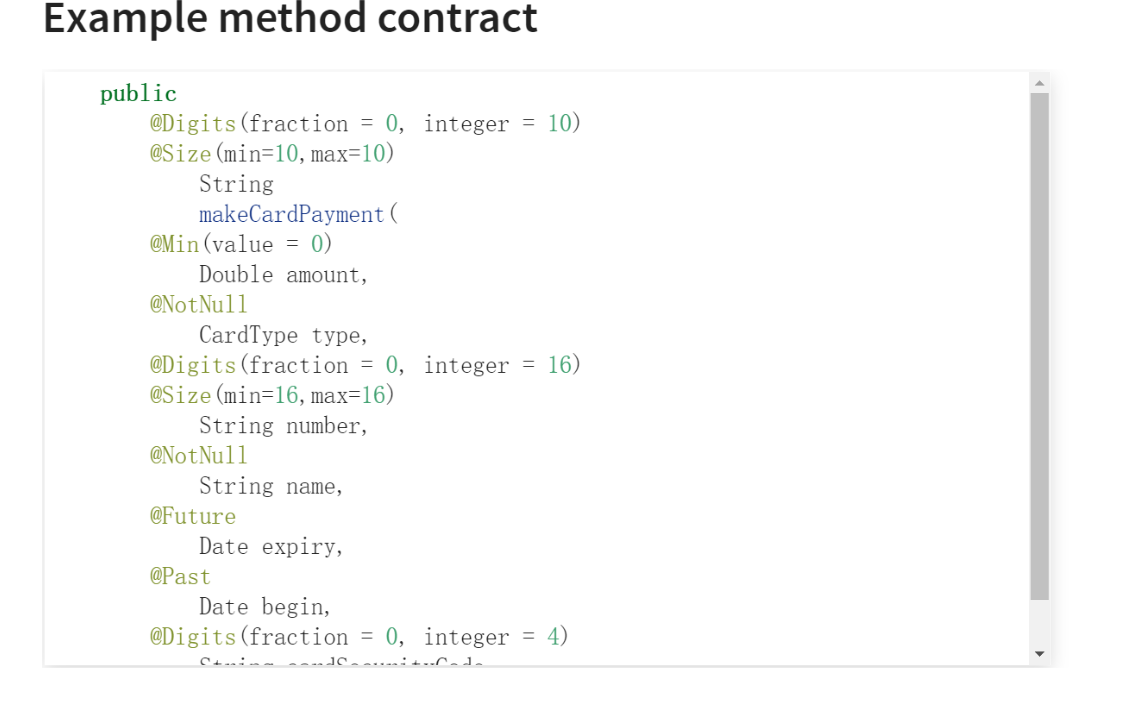 Example method contract
public
@Digits(fraction = 0, integer = 10)
@Size(min=10,max=10)
String
makeCardPayment(
@Min(value = 0)
Double amount,
@NotNull
CardType type,
@Digits(fraction = 0, integer = 16)
@Size(min=16,max=16)
String number,
@NotNull
String name,
@Future
Date expiry,
@Past
Date begin,
@Digits(fraction = 0, integer = 4)
String cardSecurityCode